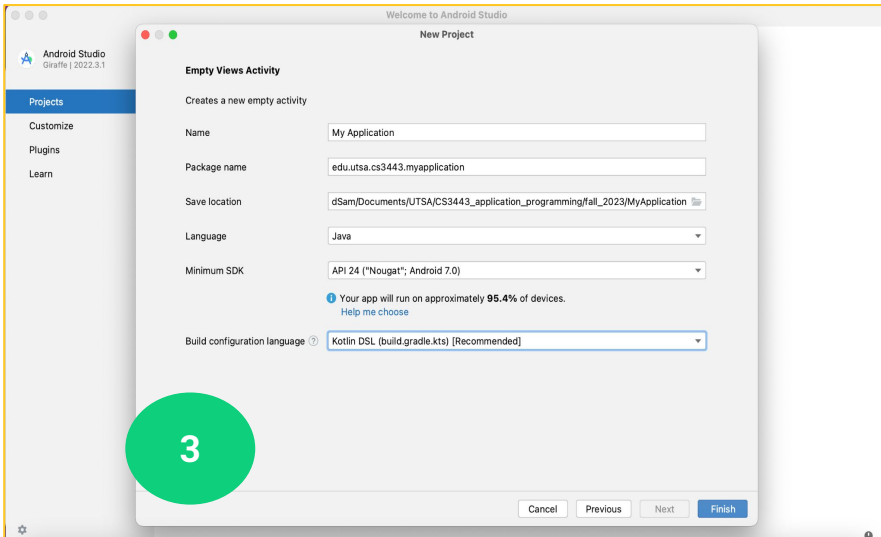 Welcome to Android Studio
New Project
Android Studio
Giraffe | 2022.3.1
Projects
Customize
Plugins
Learn
Empty Views Activity
Creates a new empty activity
Name
My Application
Package name
edu.utsa.cs3443.myapplication
Save location
dSam/Documents/UTSA/CS3443_application_programming/fall_2023/MyApplication
Language
Java
Minimum SDK
API 24 ("Nougat"; Android 7.0)
Your app will run on approximately 95.4% of devices.
Help me choose
Build configuration language ?
Kotlin DSL (build.gradle.kts) [Recommended]
3
Cancel
Previous
Next
Finish